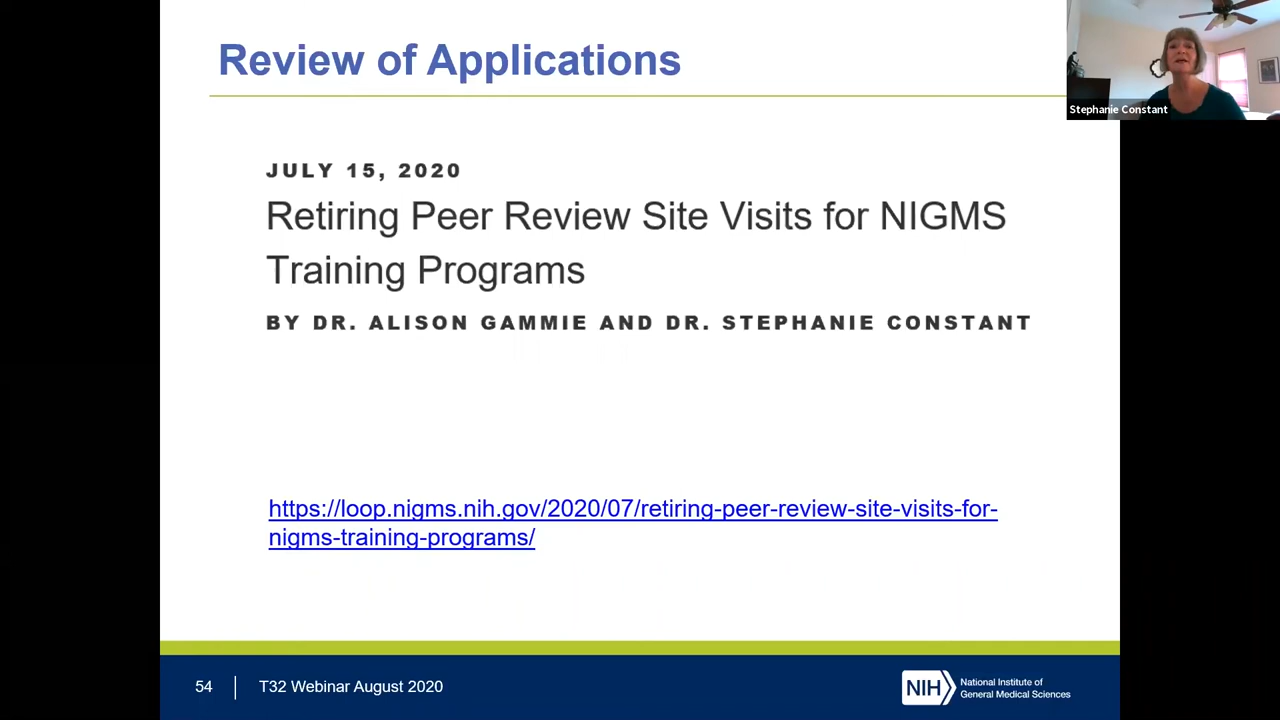 Review of Applications
Stephanie Constant
JULY 15, 2020
Retiring Peer Review Site Visits for NIGMS
Training Programs
BY DR. ALISON GAMMIE AND DR. STEPHANIE CONSTANT
https://loop.nigms.nih.gov/2020/07/retiring-peer-review-site-visits-for-
nigms-training-programs/
54
T32 Webinar August 2020
NIH
National Institute of
General Medical Sciences